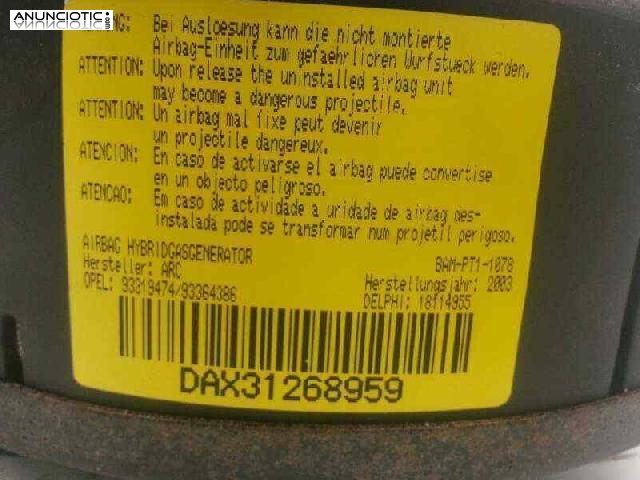 ANUNCIOTIC
.com
NG: Bei Ausloesung kann die nicht montierte
Airbag-Einheit zum gefaehrlichen Wurfstueck werden.
ATTENTION: Upon release the uninstalled airbag unit
may become a dangerous projectile.
ATTENTION: Un airbag mal fixe peut devenir
un projectile dangereux.
ATENCION: En caso de activarse el airbag puede convertise
en un objecto peligroso.
ATENCAO: Em caso de actividade a uridade de airbag des-
instalada pode se transformar num projetil perigoso.
AIRBAG HYBRIDGASGENERATOR BAM-PT1-1078
Hersteller: ARC Herstellungsjahr: 2003
OPEL: 93319474/93364386 DELPHI: 18f14965
DAX31268959